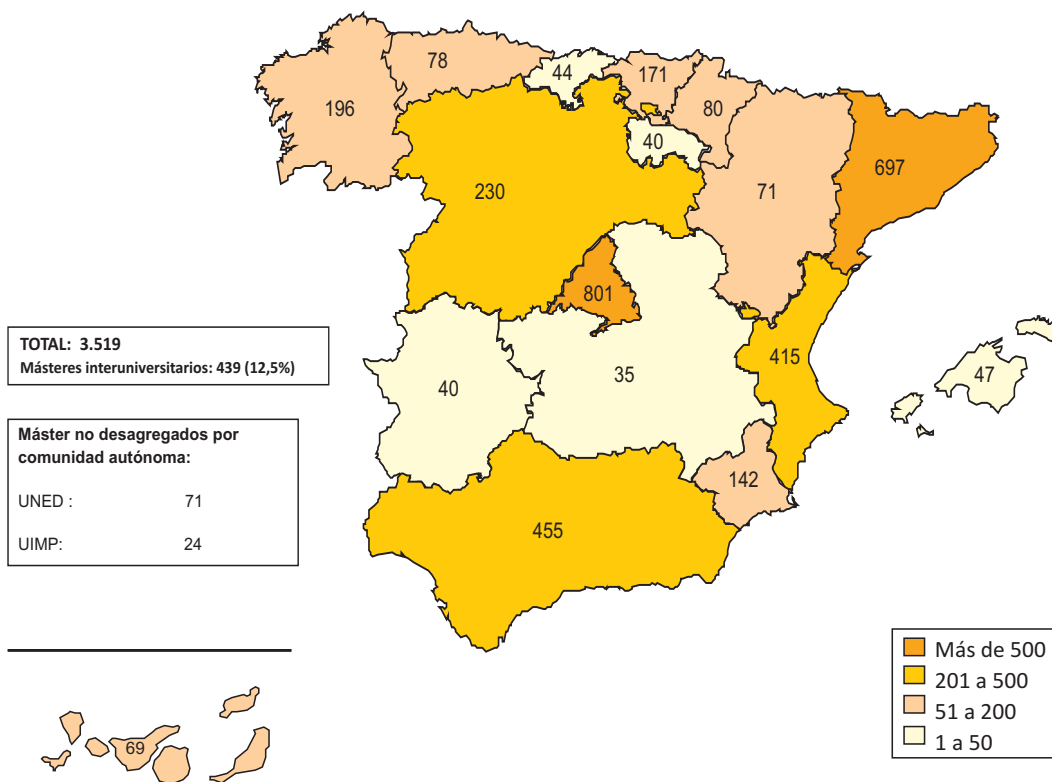 78
44
171
196
80
40
697
230
71
801
TOTAL: 3.519
Másteres interuniversitarios: 439 (12,5%)
415
40
35
47
Máster no desagregados por
comunidad autónoma:
UNED : 71
UIMP: 24
142
455
Más de 500
201 a 500
51 a 200
1 a 50
69